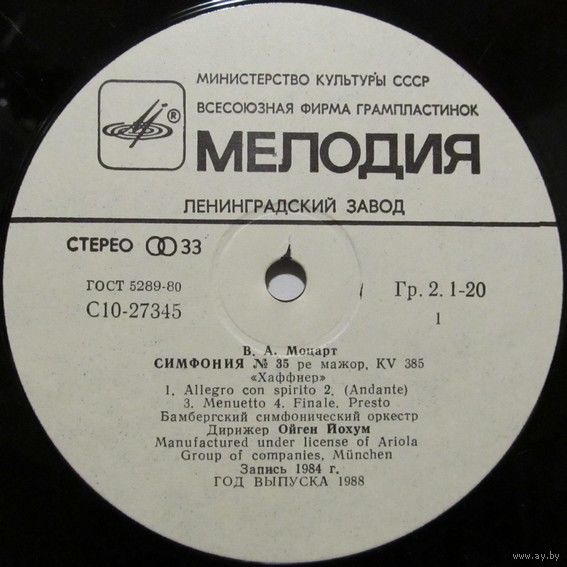 МИНИСТЕРСТВО КУЛЬТУРЫ СССР
ВСЕСОЮЗНАЯ ФИРМА ГРАМПЛАСТИНОК
®
МЕЛОДИЯ
ЛЕНИНГРАДСКИЙ ЗАВОД
СТЕРЕО 33
ГОСТ 5289-80
С10-27345
Гр. 2. 1-20
1
В. А. Моцарт
СИМФОНИЯ № 35 ре мажор, KV 385
«Хаффнер»
1. Allegro con spirito 2. (Andante)
3. Menuetto 4. Finale. Presto
Бамбергский симфонический оркестр
Дирижер Ойген Йохум
Manufactured under license of Ariola
Group of companies, München
Запись 1984 г.
ГОД ВЫПУСКА 1988
www.ay.by